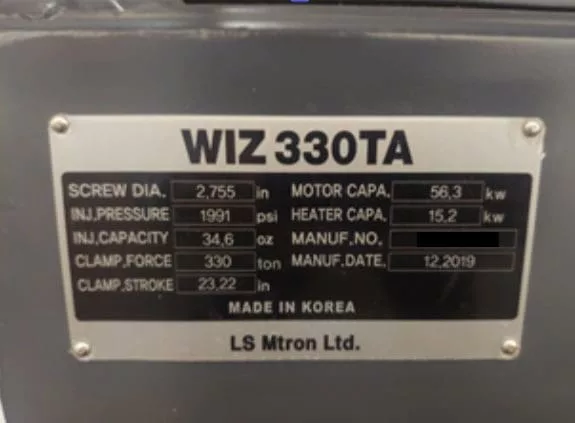 WIZ 330TA
SCREW DIA. 2,755 in MOTOR CAPA. 56,3 kw
INJ.PRESSURE 1991 psi HEATER CAPA. 15,2 kw
INJ.CAPACITY 34,6 oz MANUF.NO.
CLAMP.FORCE 330 ton MANUF.DATE. 12,2019
CLAMP.STROKE 23,22 in
MADE IN KOREA
LS Mtron Ltd.